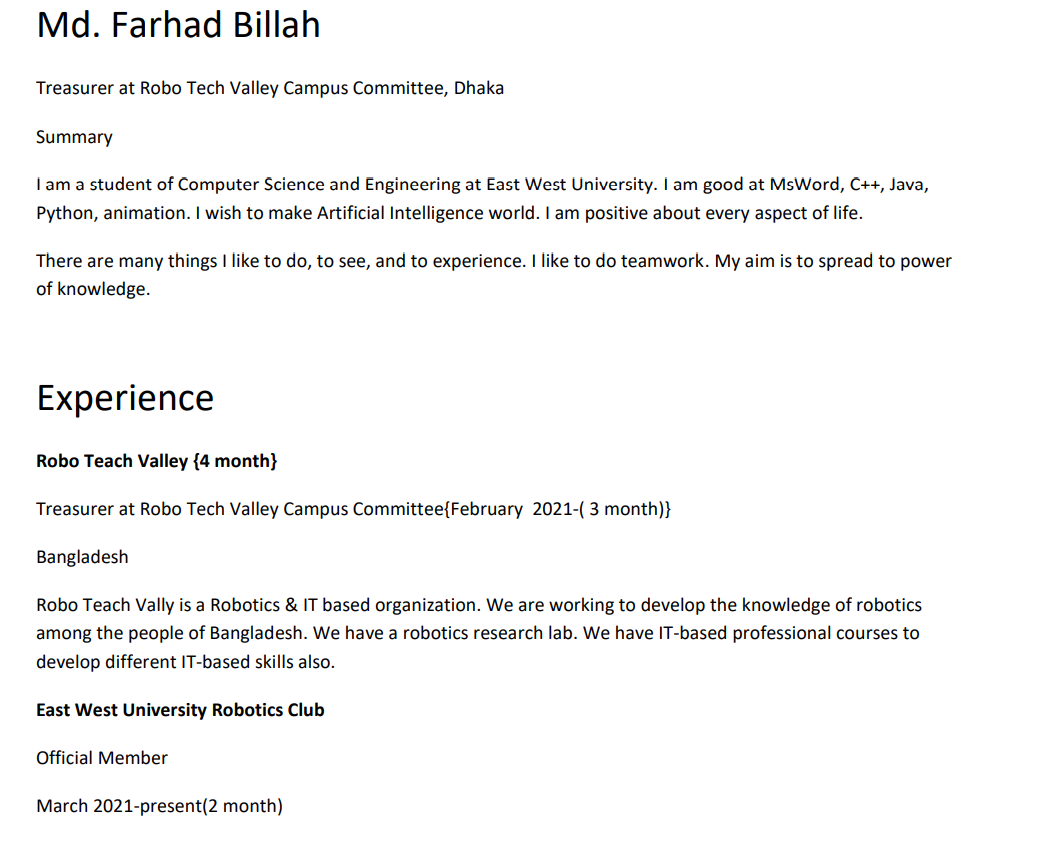 Md. Farhad Billah
Treasurer at Robo Tech Valley Campus Committee, Dhaka
Summary
I am a student of Computer Science and Engineering at East West University. I am good at MsWord, C++, Java,
Python, animation. I wish to make Artificial Intelligence world. I am positive about every aspect of life.
There are many things I like to do, to see, and to experience. I like to do teamwork. My aim is to spread to power
of knowledge.
Experience
Robo Teach Valley {4 month}
Treasurer at Robo Tech Valley Campus Committee{February  2021-( 3 month)}
Bangladesh
Robo Teach Vally is a Robotics & IT based organization. We are working to develop the knowledge of robotics
among the people of Bangladesh. We have a robotics research lab. We have IT-based professional courses to
develop different IT-based skills also.
East West University Robotics Club
Official Member
March 2021-present(2 month)